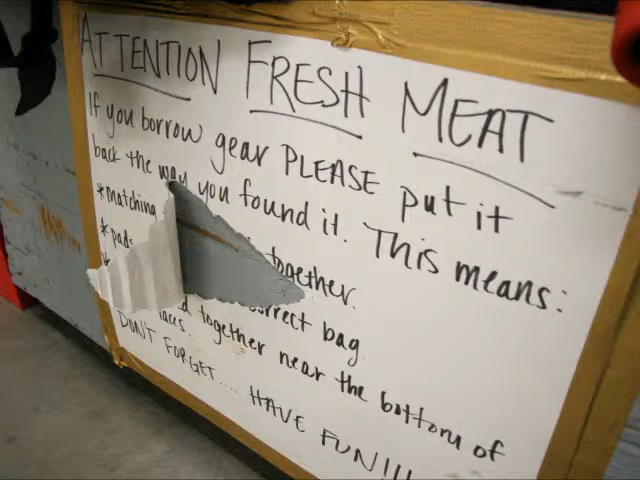 ATTENTION FRESH MEAT
If you borrow gear PLEASE put it
back the way you found it. This means:
*matching together.
*pads correct bag.
together near the bottom of
DON'T FORGET.... HAVE FUN!!!